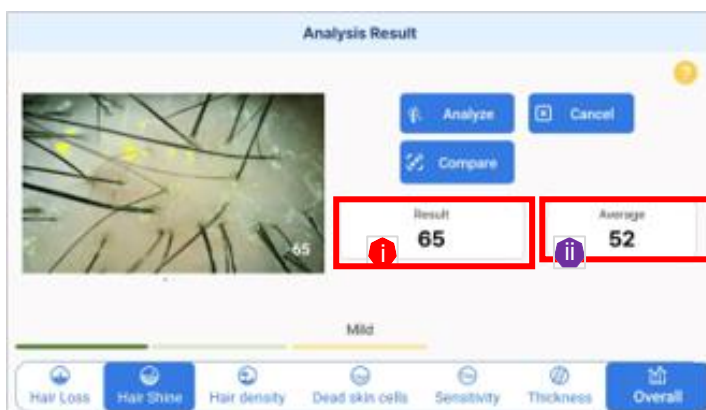 Analysis Result
?
Analyze
Cancel
Compare
Result
65
Average
52
i
ii
65
Mild
Hair Loss
Hair Shine
Hair density
Dead skin cells
Sensitivity
Thickness
Overall